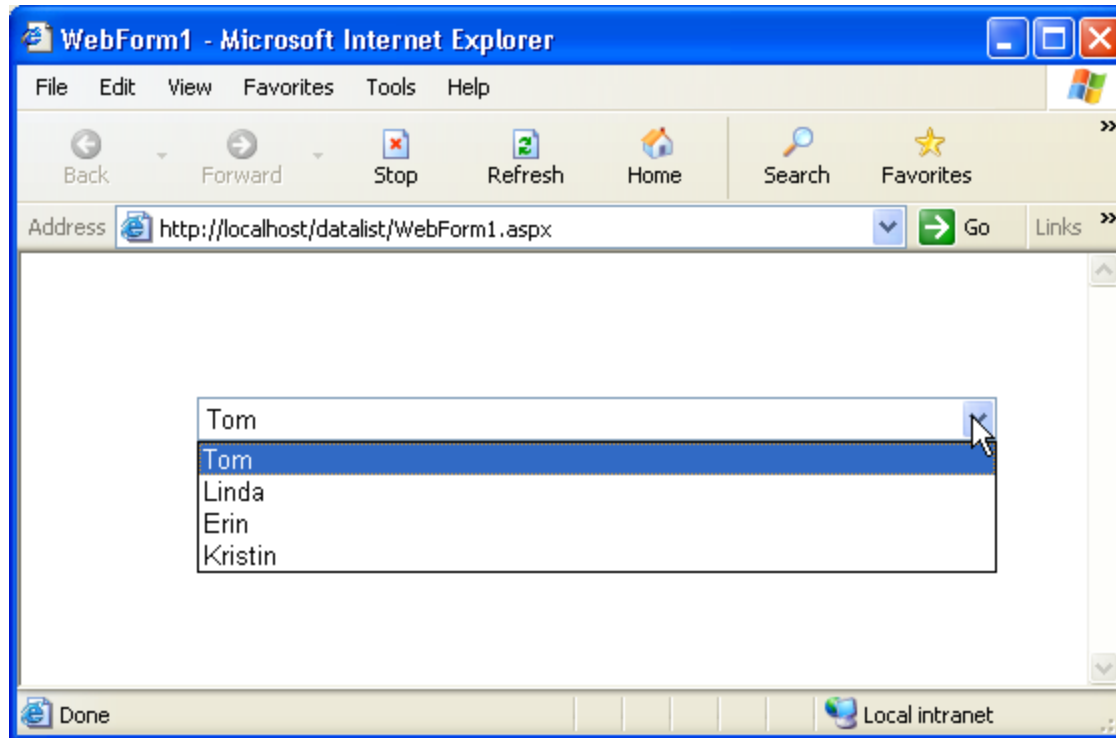 WebForm1 - Microsoft Internet Explorer
File Edit View Favorites Tools Help
Back Forward Stop Refresh Home Search Favorites »
Address http://localhost/datalist/WebForm1.aspx Go Links »
Tom
Tom
Linda
Erin
Kristin
Done Local intranet